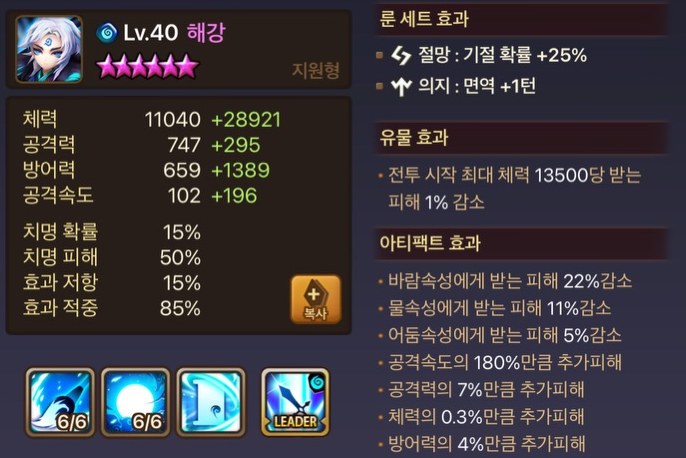 Lv.40 해강
지원형
체력 11040 +28921
공격력 747 +295
방어력 659 +1389
공격속도 102 +196
치명 확률 15%
치명 피해 50%
효과 저항 15%
효과 적중 85%
복사
6/6
6/6
LEADER
룬 세트 효과
절망 : 기절 확률 +25%
의지 : 면역 +1턴
유물 효과
전투 시작 최대 체력 13500당 받는
피해 1% 감소
아티팩트 효과
바람속성에게 받는 피해 22%감소
물속성에게 받는 피해 11%감소
어둠속성에게 받는 피해 5%감소
공격속도의 180%만큼 추가피해
공격력의 7%만큼 추가피해
체력의 0.3%만큼 추가피해
방어력의 4%만큼 추가피해